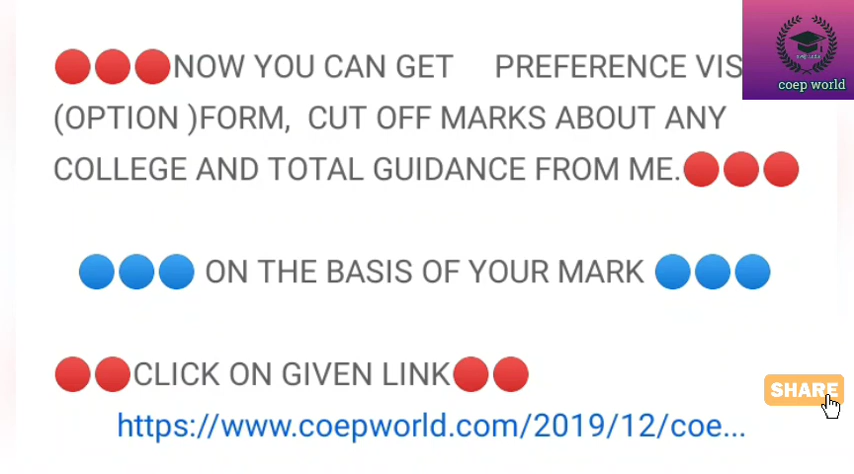 🔴🔴🔴NOW YOU CAN GET PREFERENCE VIS
(OPTION )FORM, CUT OFF MARKS ABOUT ANY
COLLEGE AND TOTAL GUIDANCE FROM ME.🔴🔴🔴
🔵🔵🔵 ON THE BASIS OF YOUR MARK 🔵🔵🔵
🔴🔴CLICK ON GIVEN LINK🔴🔴
https://www.coepworld.com/2019/12/coe...
coep world
SHARE